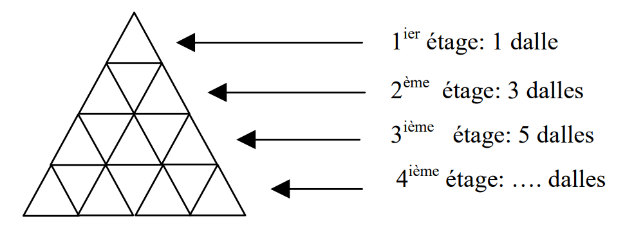 1ier étage: 1 dalle
2ème étage: 3 dalles
3ième étage: 5 dalles
4ième étage: …. dalles